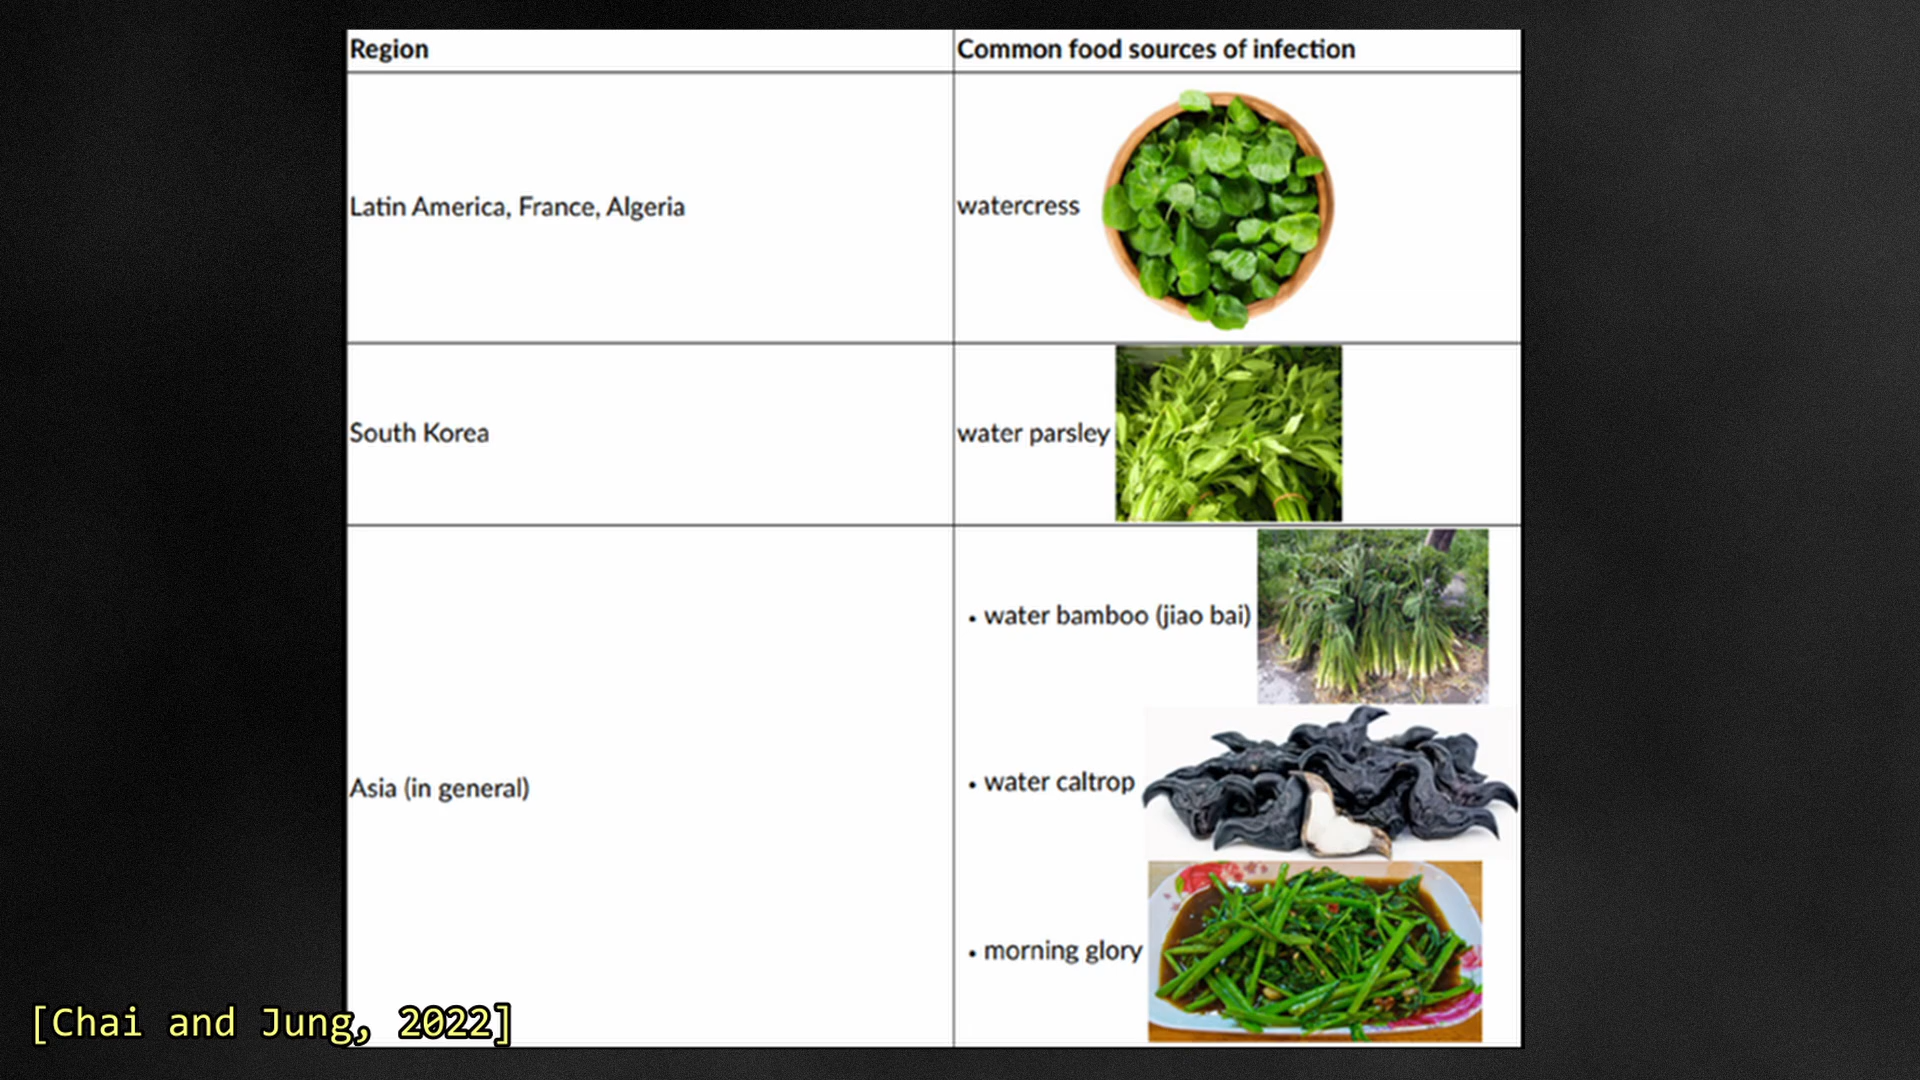 Region
Common food sources of infection
Latin America, France, Algeria
watercress
South Korea
water parsley
Asia (in general)
• water bamboo (jiao bai)
• water caltrop
• morning glory
[Chai and Jung, 2022]